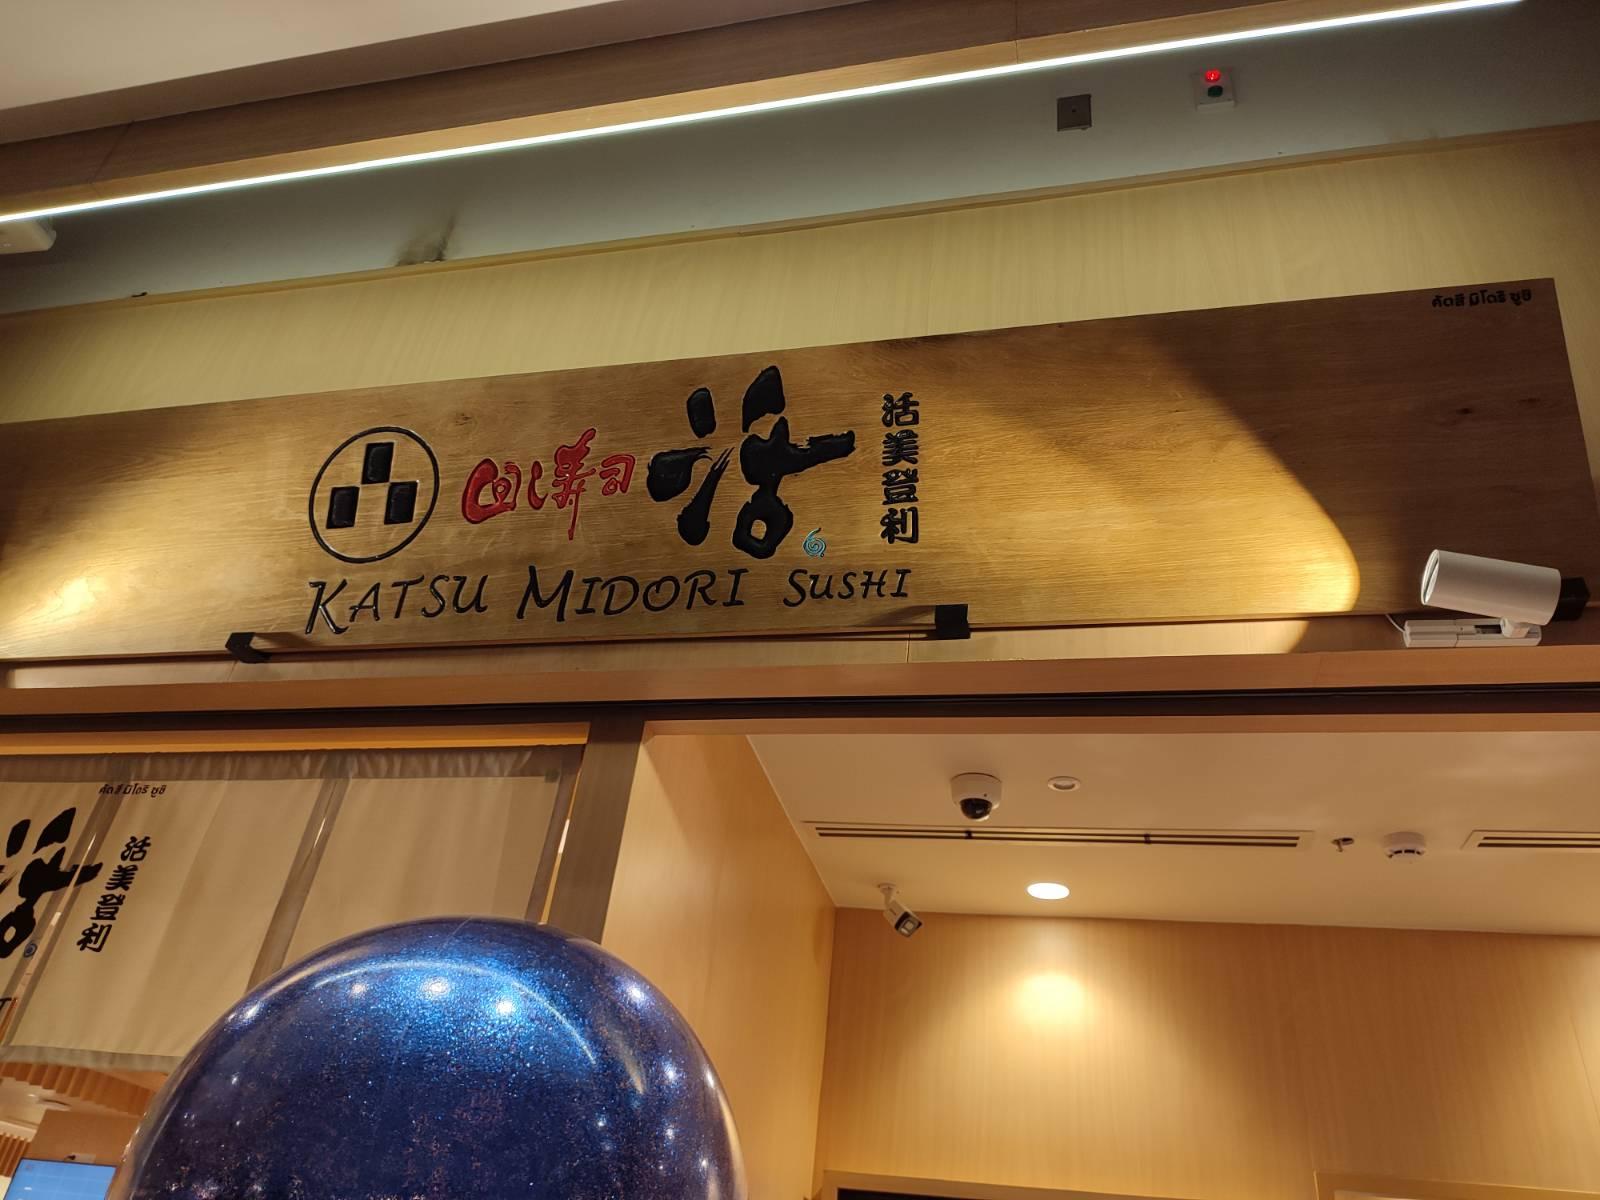 คัตสึ มิโดริ ซูชิ
回し寿司
活
活美登利
KATSU MIDORI SUSHI
คัตสึ มิโดริ ซูชิ
活
活美登利